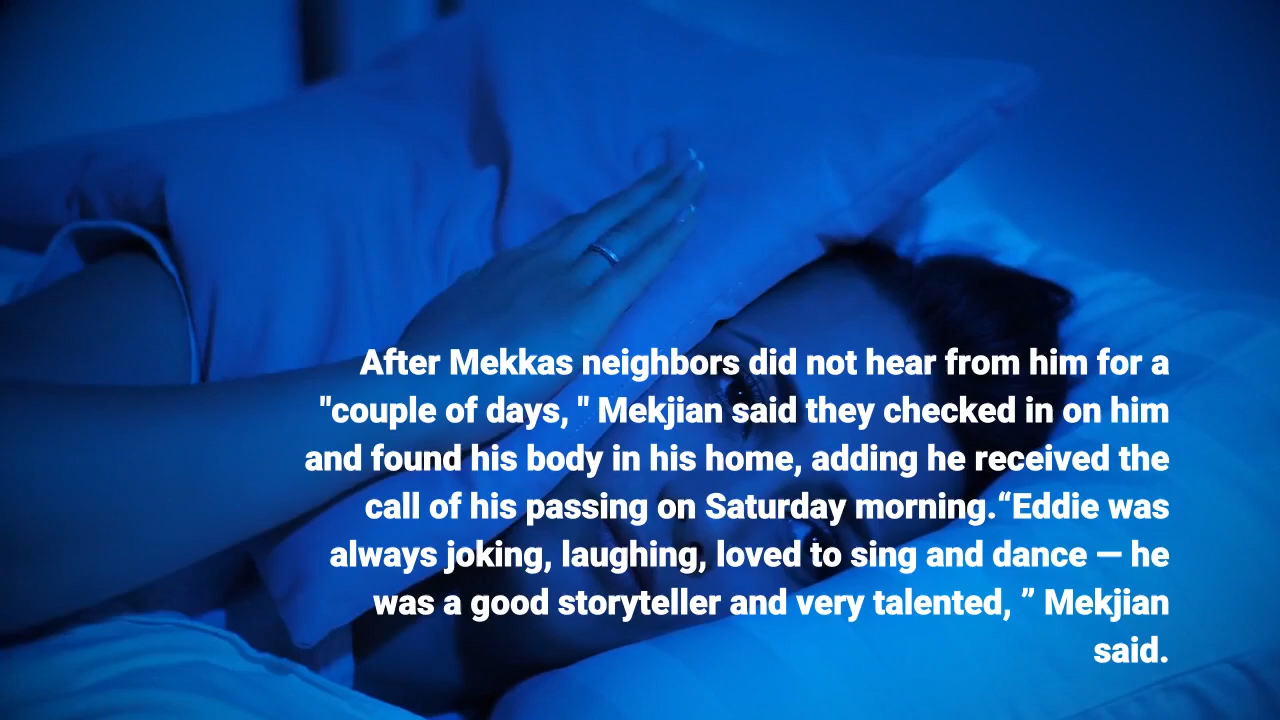 After Mekkas neighbors did not hear from him for a
"couple of days, " Mekjian said they checked in on him
and found his body in his home, adding he received the
call of his passing on Saturday morning.“Eddie was
always joking, laughing, loved to sing and dance — he
was a good storyteller and very talented, ” Mekjian
said.